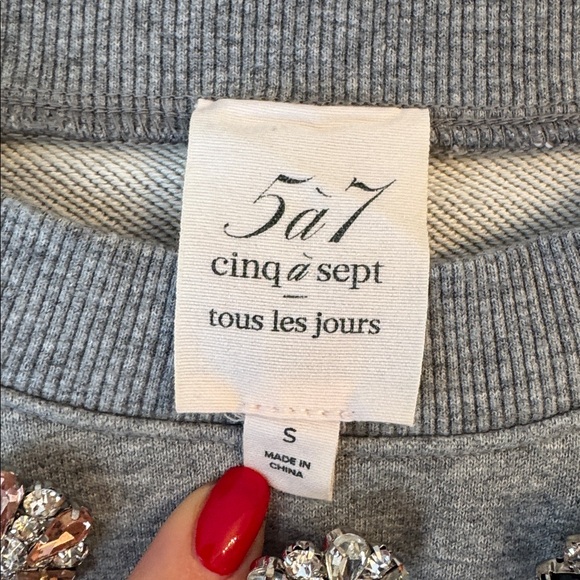 5à7
cinq à sept
tous les jours
S
MADE IN
CHINA